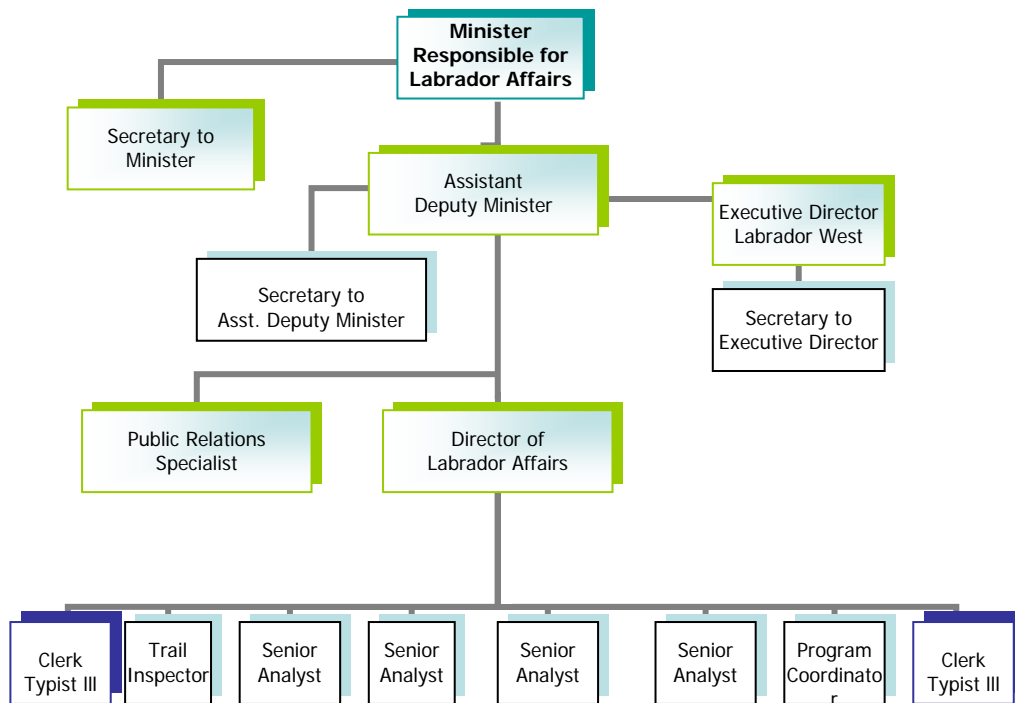 Minister
Responsible for
Labrador Affairs
Secretary to
Minister
Assistant
Deputy Minister
Executive Director
Labrador West
Secretary to
Asst. Deputy Minister
Secretary to
Executive Director
Public Relations
Specialist
Director of
Labrador Affairs
Clerk
Typist III
Trail
Inspector
Senior
Analyst
Senior
Analyst
Senior
Analyst
Senior
Analyst
Program
Coordinato
r
Clerk
Typist III